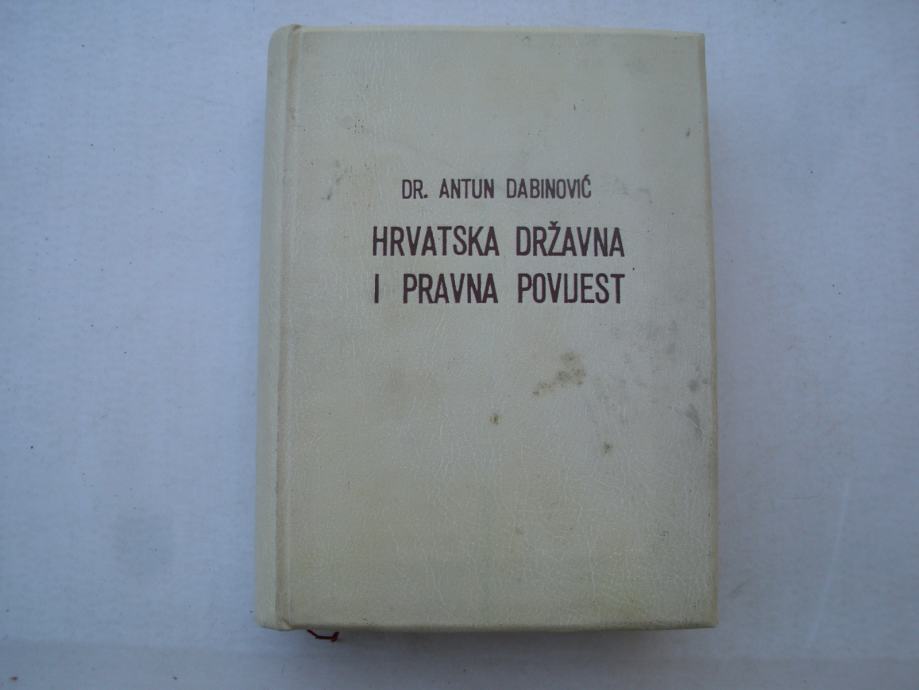 DR. ANTUN DABINOVIĆ
HRVATSKA DRŽAVNA
I PRAVNA POVIJEST